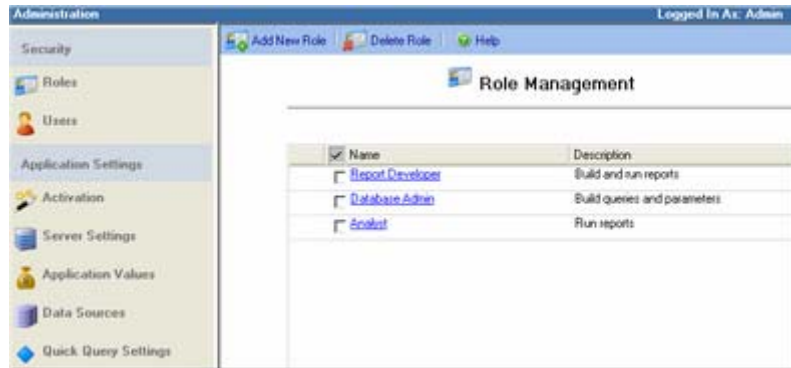 Administration
Logged In As: Admin
Security
Roles
Users
Application Settings
Activation
Server Settings
Application Values
Data Sources
Quick Query Settings
Add New Role
Delete Role
Help
Role Management
Name Description
Report Developer Build and run reports
Database Admin Build queries and parameters
Analyst Run reports